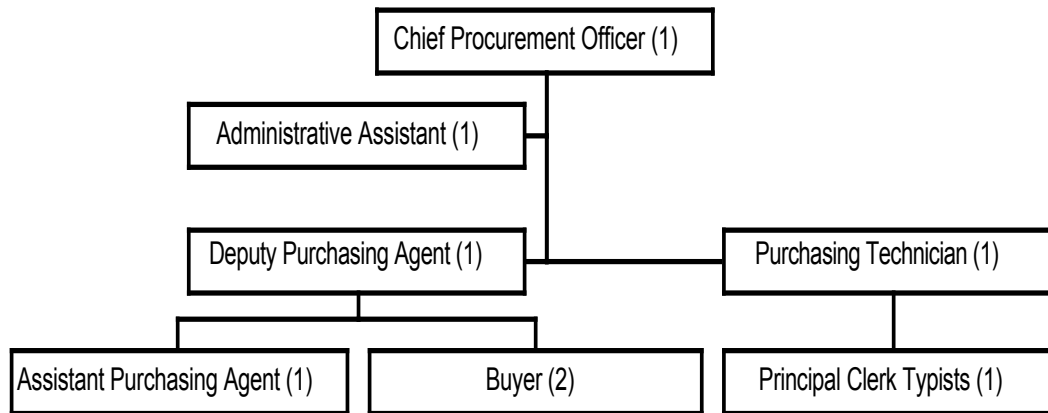 Chief Procurement Officer (1)
Administrative Assistant (1)
Deputy Purchasing Agent (1)
Purchasing Technician (1)
Assistant Purchasing Agent (1)
Buyer (2)
Principal Clerk Typists (1)